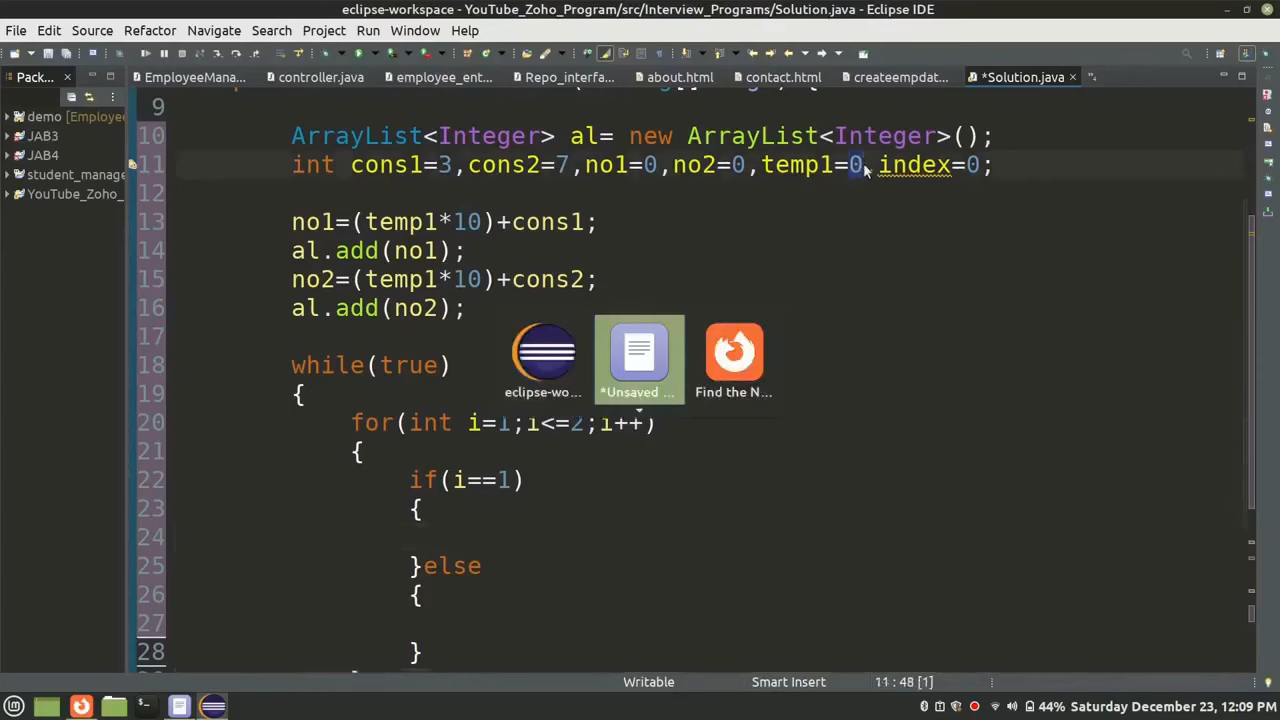 eclipse-workspace - YouTube_Zoho_Program/src/Interview_Programs/Solution.java - Eclipse IDE
File Edit Source Refactor Navigate Search Project Run Window Help
Pack... EmployeeMana... controller.java employee_ent... Repo_interfa... about.html contact.html createempdat... *Solution.java
demo [Employee
JAB3
JAB4
student_manage
YouTube_Zoho_
9
10 ArrayList<Integer> al= new ArrayList<Integer>();
11 int cons1=3,cons2=7,no1=0,no2=0,temp1=0, index=0;
12
13 no1=(temp1*10)+cons1;
14 al.add(no1);
15 no2=(temp1*10)+cons2;
16 al.add(no2);
17
18 while(true)
19 {
20 for(int i=1;i<=2;i++)
21 {
22 if(i==1)
23 {
24
25 }else
26 {
27
28 }
eclipse-wo... *Unsaved ... Find the N...
Writable Smart Insert 11 : 48 [1]
44% Saturday December 23, 12:09 PM